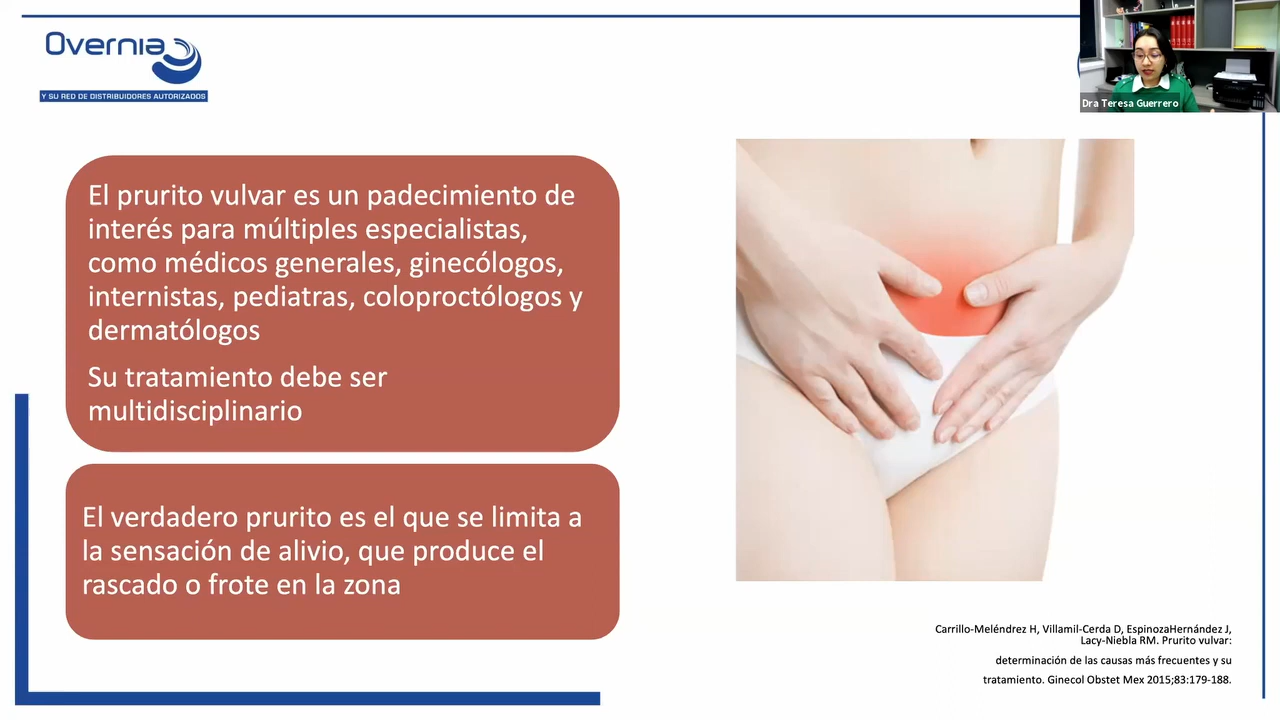 Overnia
Y SU RED DE DISTRIBUIDORES AUTORIZADOS
Dra Teresa Guerrero
El prurito vulvar es un padecimiento de
interés para múltiples especialistas,
como médicos generales, ginecólogos,
internistas, pediatras, coloproctólogos y
dermatólogos
Su tratamiento debe ser
multidisciplinario
El verdadero prurito es el que se limita a
la sensación de alivio, que produce el
rascado o frote en la zona
Carrillo-Meléndrez H, Villamil-Cerda D, EspinozaHernández J,
Lacy-Niebla RM. Prurito vulvar:
determinación de las causas más frecuentes y su
tratamiento. Ginecol Obstet Mex 2015;83:179-188.